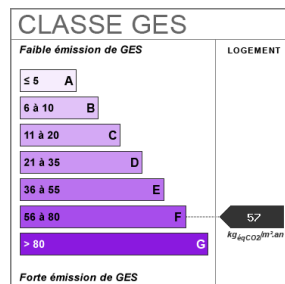 CLASSE GES
Faible émission de GES
LOGEMENT
≤ 5 A
6 à 10 B
11 à 20 C
21 à 35 D
36 à 55 E
56 à 80 F
57
kgéqCO2/m².an
> 80 G
Forte émission de GES